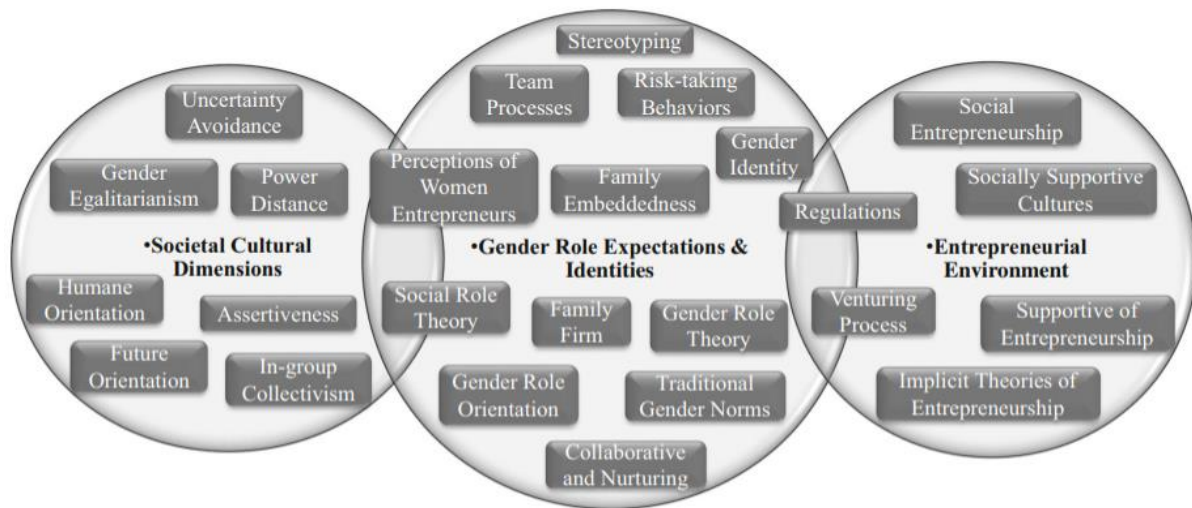 Uncertainty
Avoidance
Gender
Egalitarianism
Power
Distance
•Societal Cultural
Dimensions
Humane
Orientation
Assertiveness
Future
Orientation
In-group
Collectivism
Stereotyping
Team
Processes
Risk-taking
Behaviors
Gender
Identity
Perceptions of
Women
Entrepreneurs
Family
Embeddedness
•Gender Role Expectations &
Identities
Social Role
Theory
Family
Firm
Gender Role
Theory
Gender Role
Orientation
Traditional
Gender Norms
Collaborative
and Nurturing
Social
Entrepreneurship
Socially Supportive
Cultures
Regulations
•Entrepreneurial
Environment
Venturing
Process
Supportive of
Entrepreneurship
Implicit Theories of
Entrepreneurship